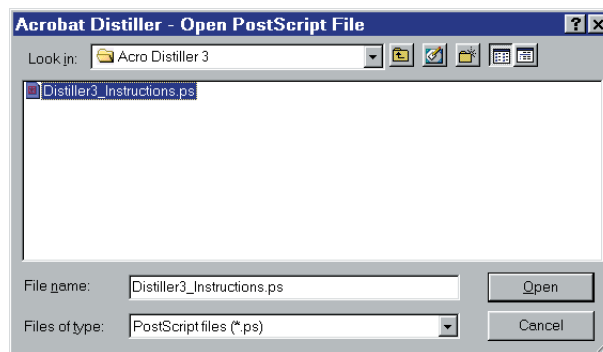 Acrobat Distiller - Open PostScript File
Look in: Acro Distiller 3
Distiller3_Instructions.ps
File name: Distiller3_Instructions.ps Open
Files of type: PostScript files (*.ps) Cancel